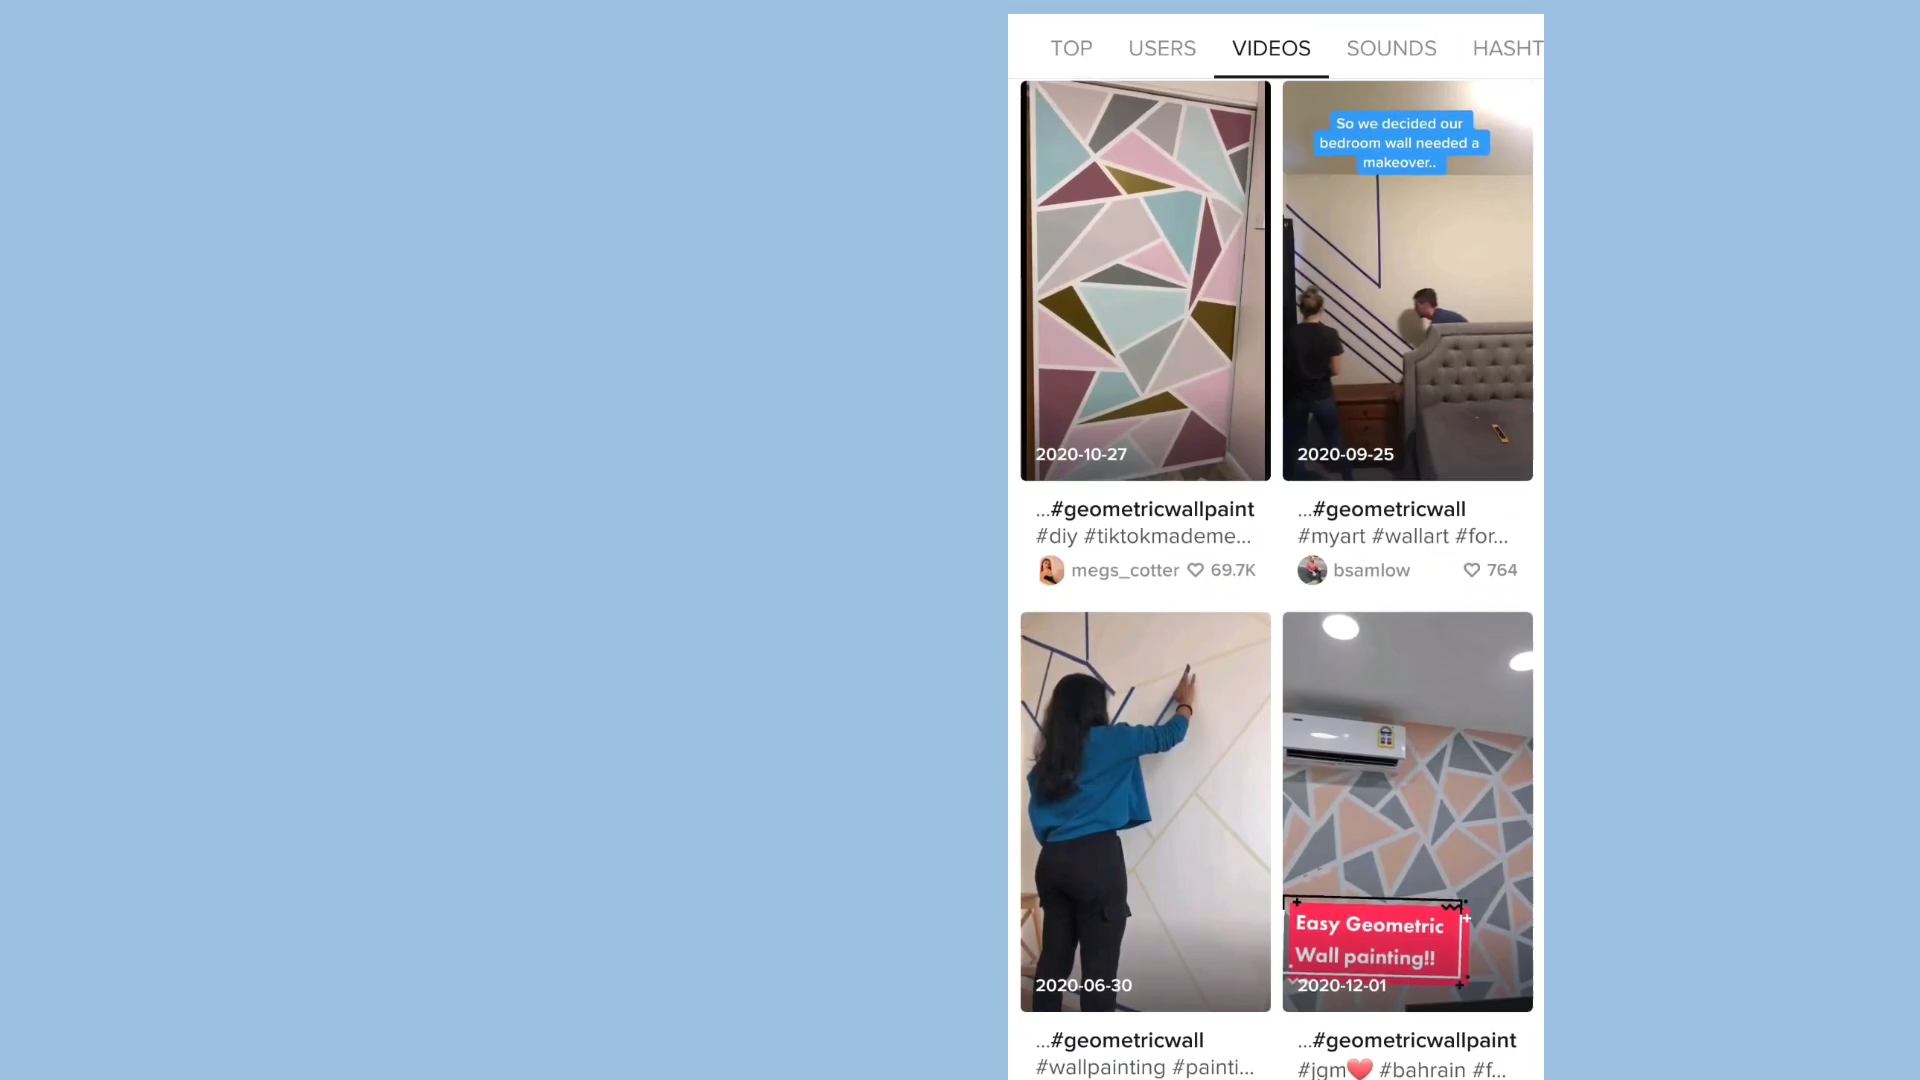 TOP USERS VIDEOS SOUNDS HASHT
So we decided our
bedroom wall needed a
makeover..
2020-10-27
2020-09-25
...#geometricwallpaint
#diy #tiktokmademe...
megs_cotter 69.7K
...#geometricwall
#myart #wallart #for...
bsamlow 764
Easy Geometric
Wall painting!!
2020-06-30
2020-12-01
...#geometricwall
#wallpainting #painti...
...#geometricwallpaint
#jgm❤️ #bahrain #f...